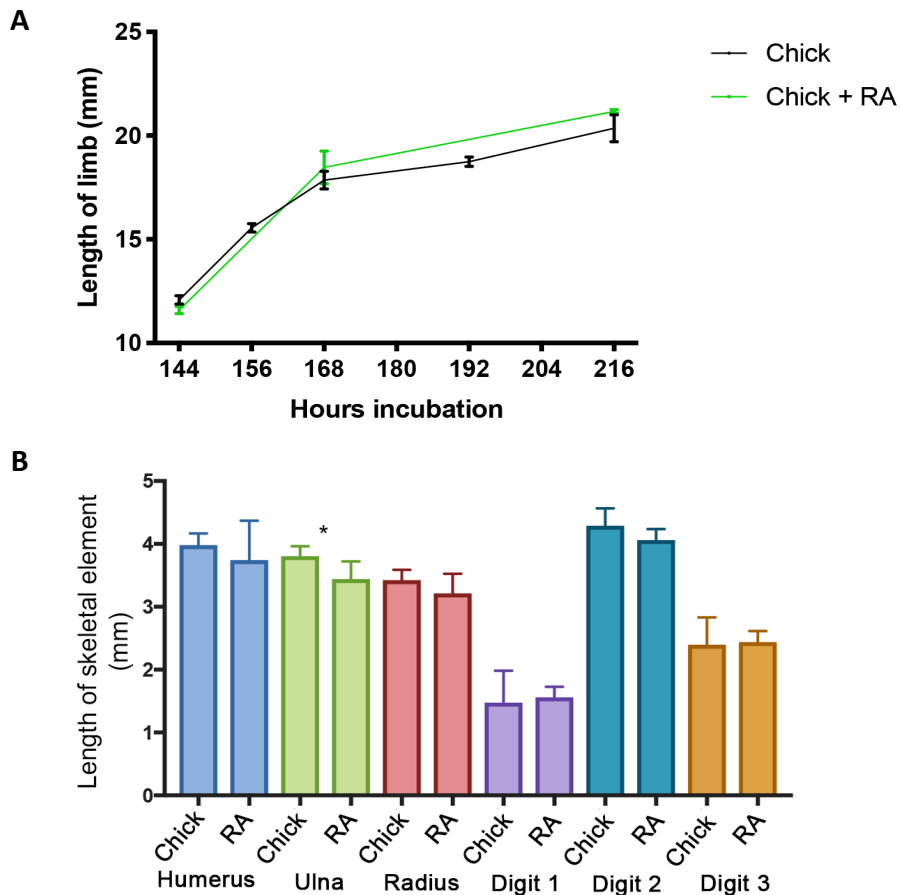 A
25
20
15
10
Length of limb (mm)
144 156 168 180 192 204 216
Hours incubation
Chick
Chick + RA
B
5
4
3
2
1
0
Length of skeletal element
(mm)
*
Chick RA Chick RA Chick RA Chick RA Chick RA Chick RA
Humerus Ulna Radius Digit 1 Digit 2 Digit 3